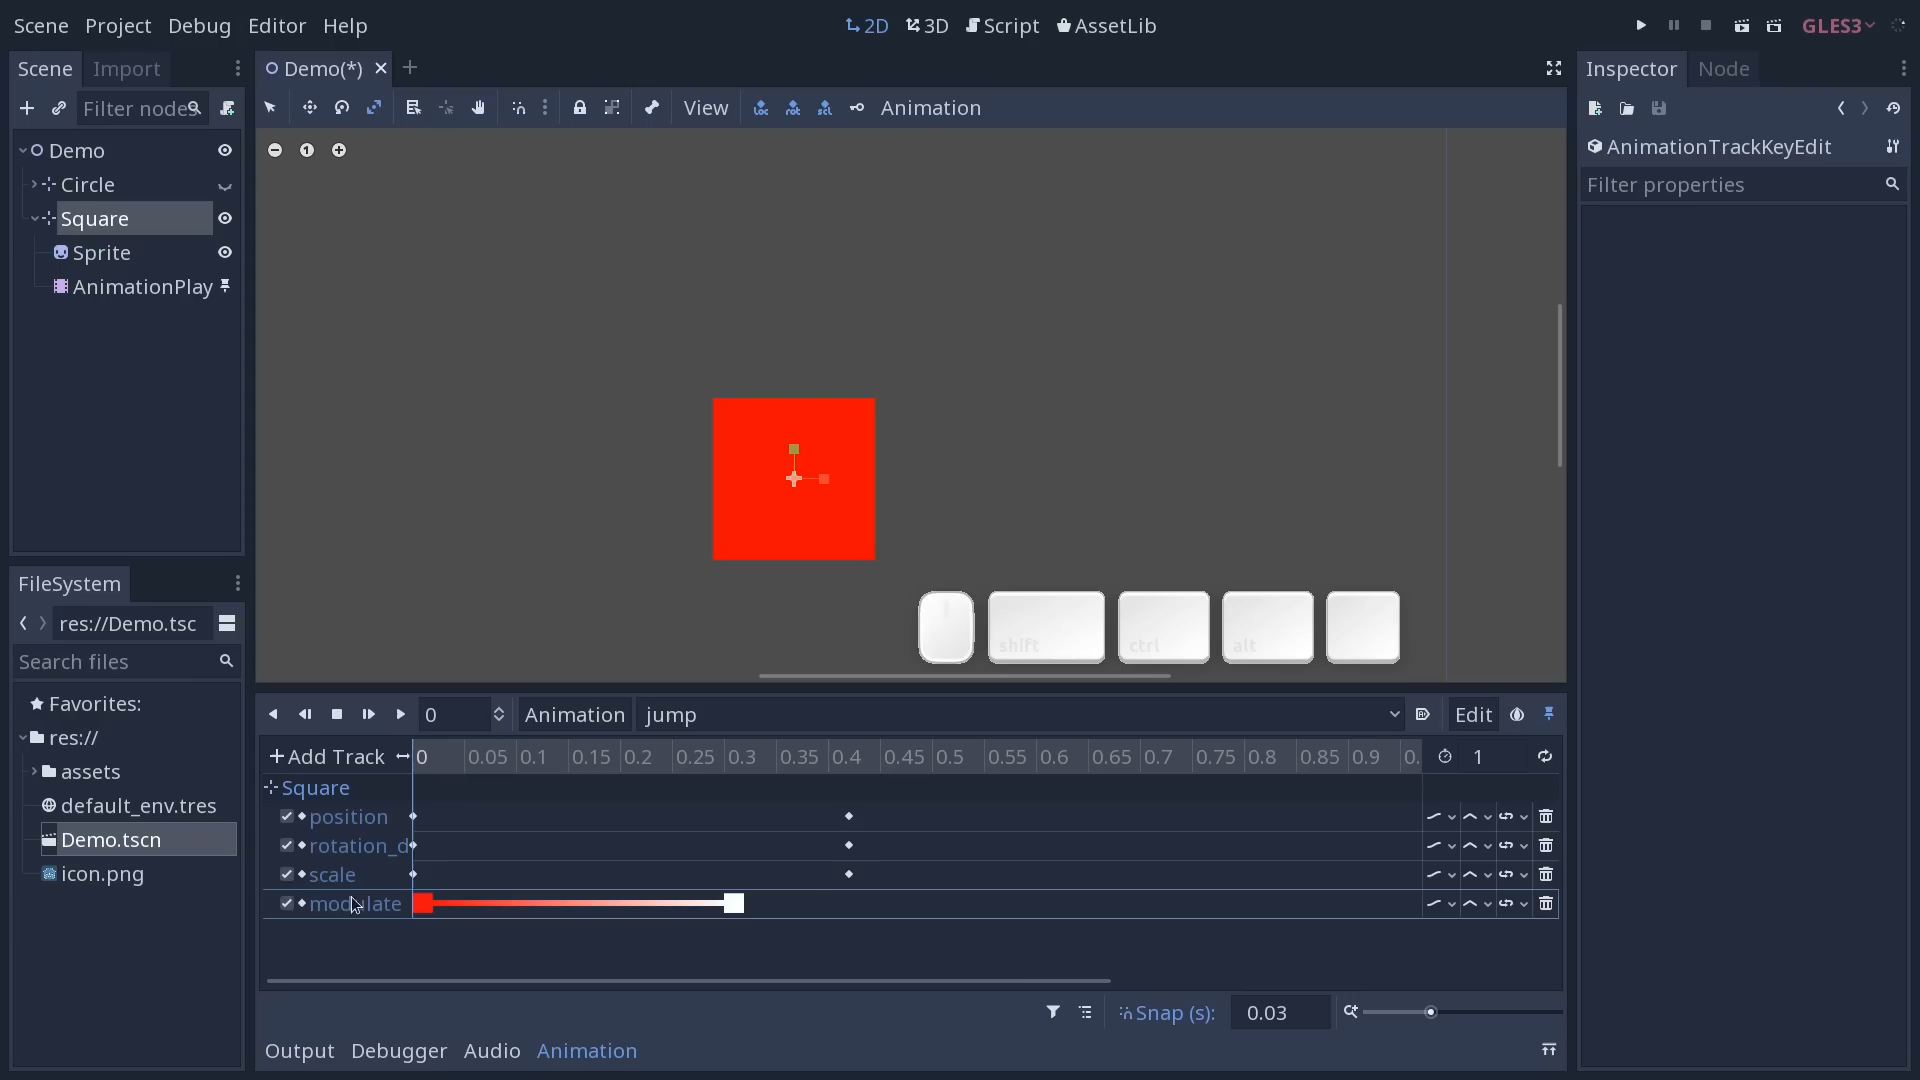 Scene Project Debug Editor Help 2D 3D Script AssetLib GLES3
Scene Import
Demo(*)
Inspector Node
Filter nodes
View Animation
AnimationTrackKeyEdit
Filter properties
Demo
Circle
Square
Sprite
AnimationPlay
FileSystem
res://Demo.tsc
Search files
Favorites:
res://
assets
default_env.tres
Demo.tscn
icon.png
shift ctrl alt
0 Animation jump Edit
Add Track 0 0.05 0.1 0.15 0.2 0.25 0.3 0.35 0.4 0.45 0.5 0.55 0.6 0.65 0.7 0.75 0.8 0.85 0.9 0. 1
Square
position
rotation_d
scale
modulate
Snap (s): 0.03
Output Debugger Audio Animation